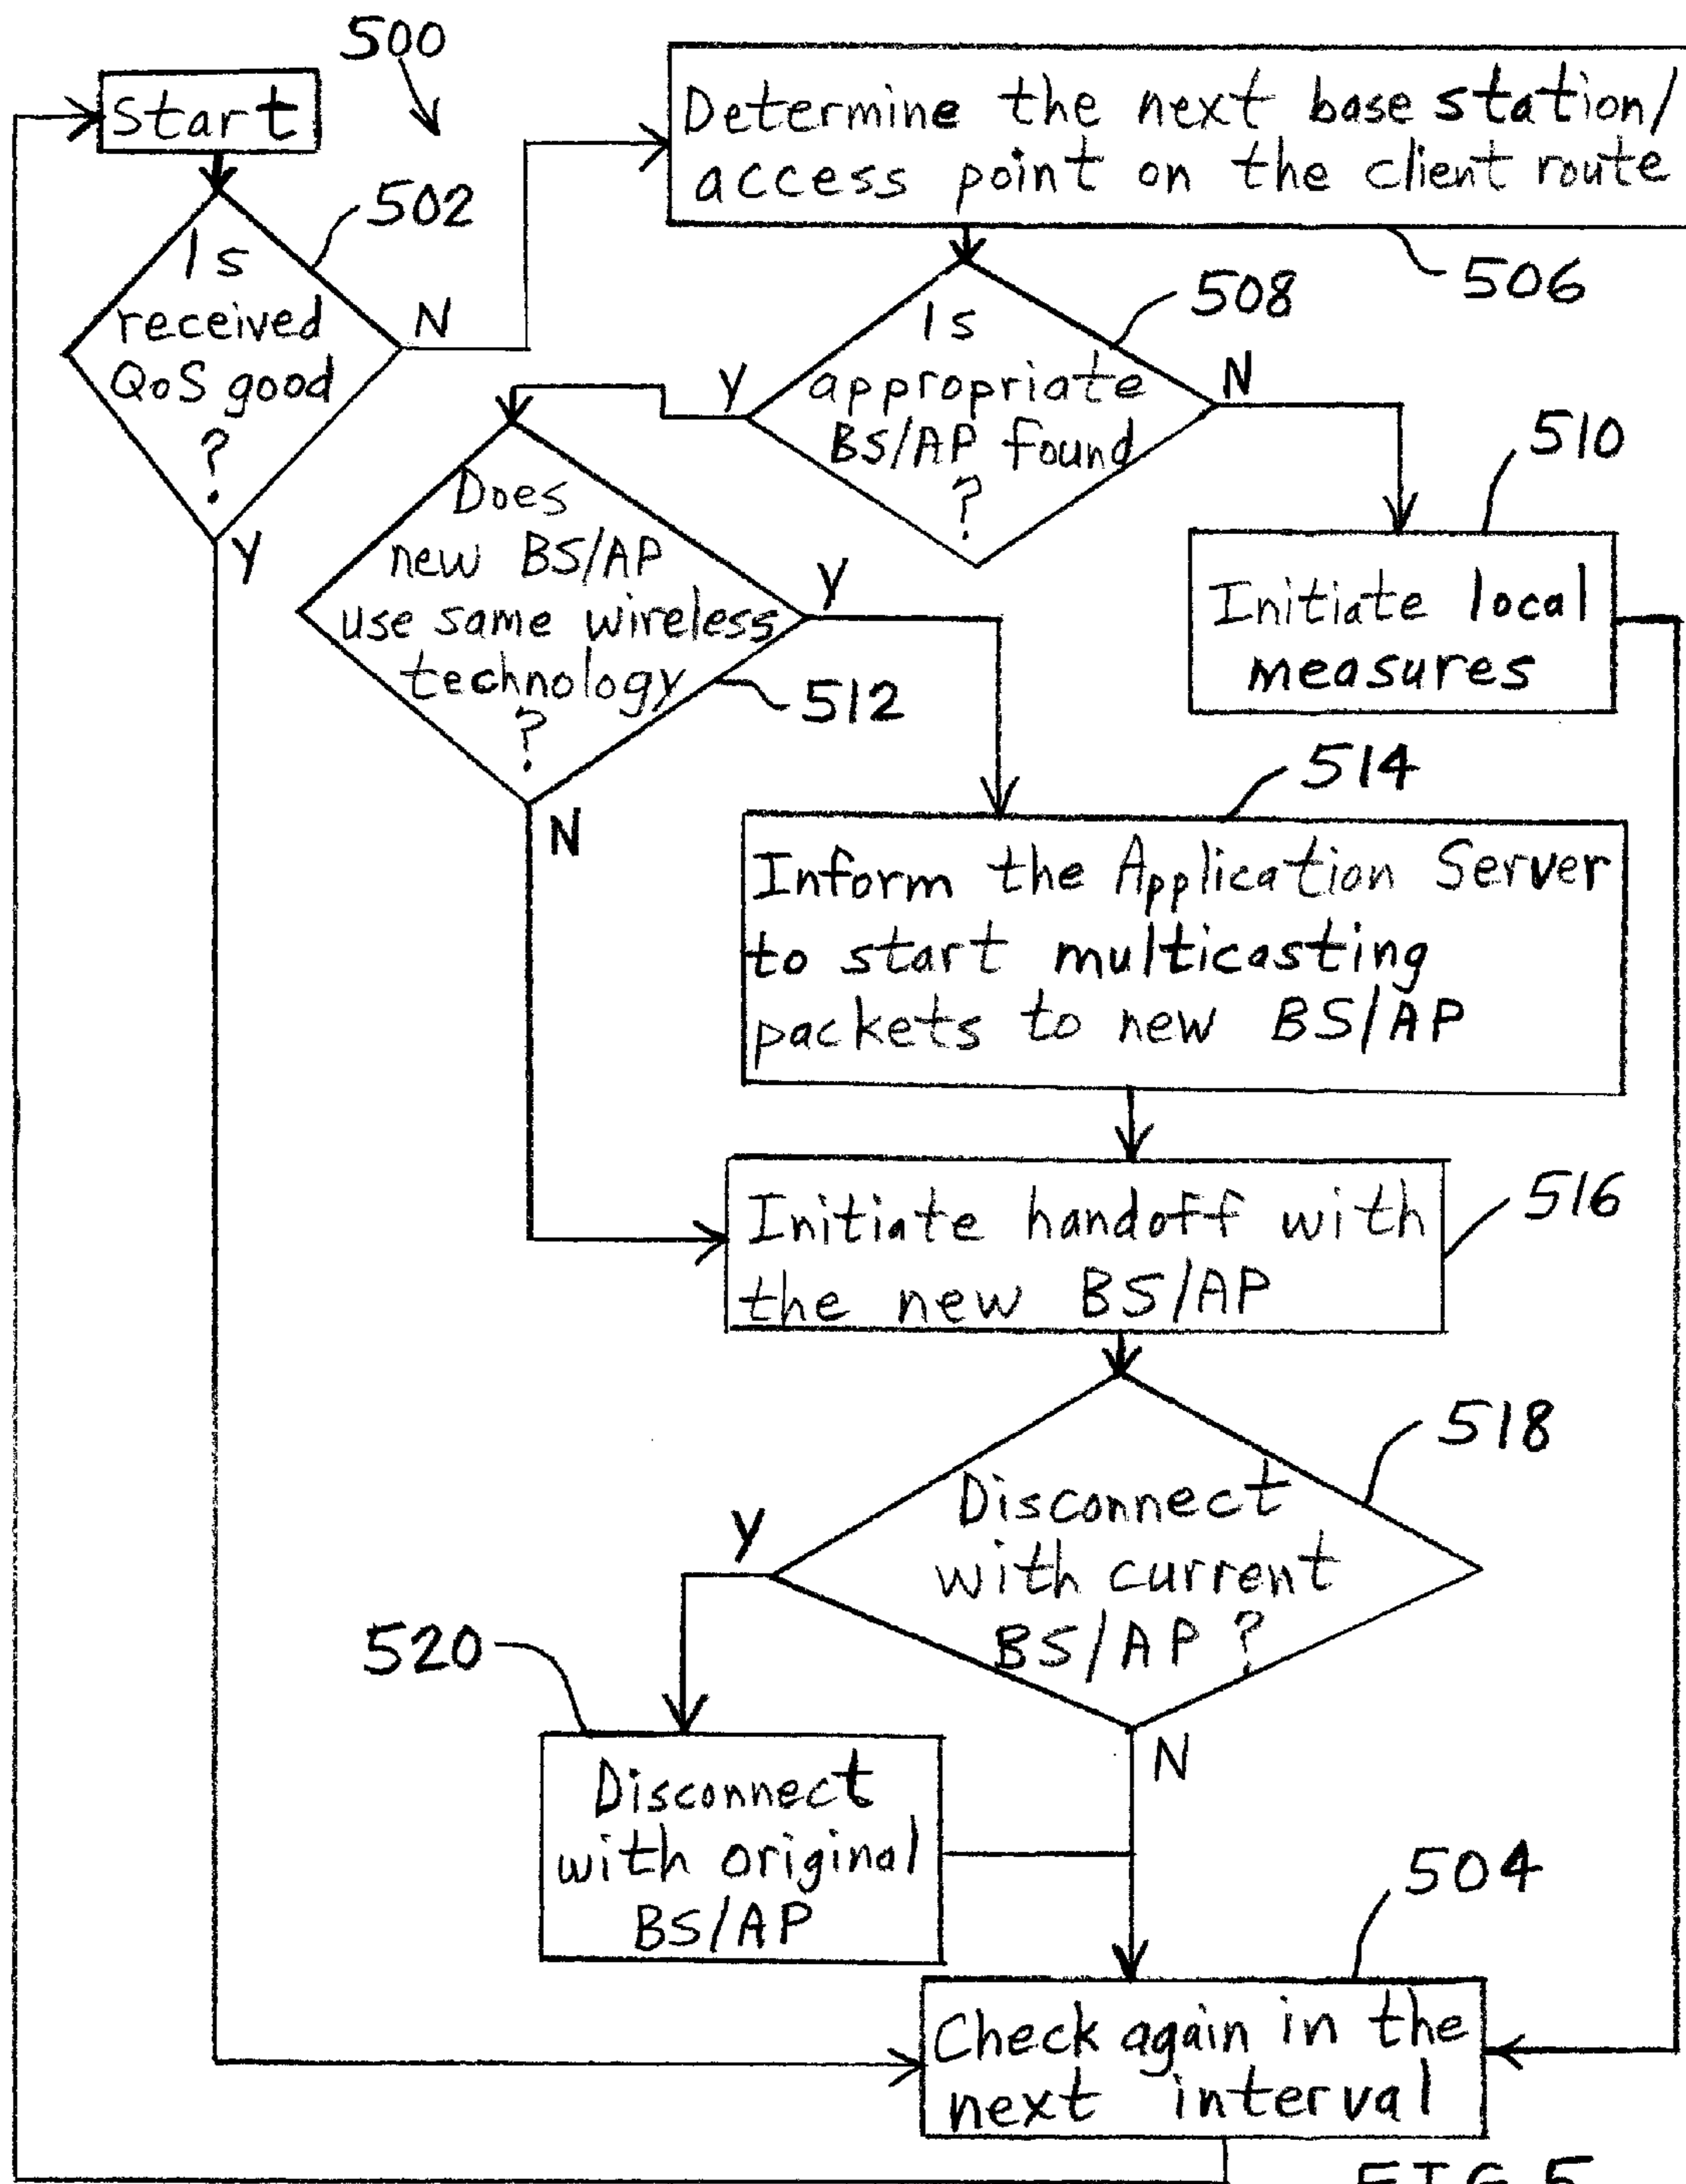 500
Start
Determine the next base station/
access point on the client route
506
502
Is
received
QoS good
?
N
Y
508
Is
appropriate
BS/AP found
?
Y
N
510
Initiate local
measures
Does
new BS/AP
use same wireless
technology
?
Y
N
512
514
Inform the Application Server
to start multicasting
packets to new BS/AP
516
Initiate handoff with
the new BS/AP
518
Disconnect
with current
BS/AP ?
Y
N
520
Disconnect
with original
BS/AP
504
Check again in the
next interval
FIG 5